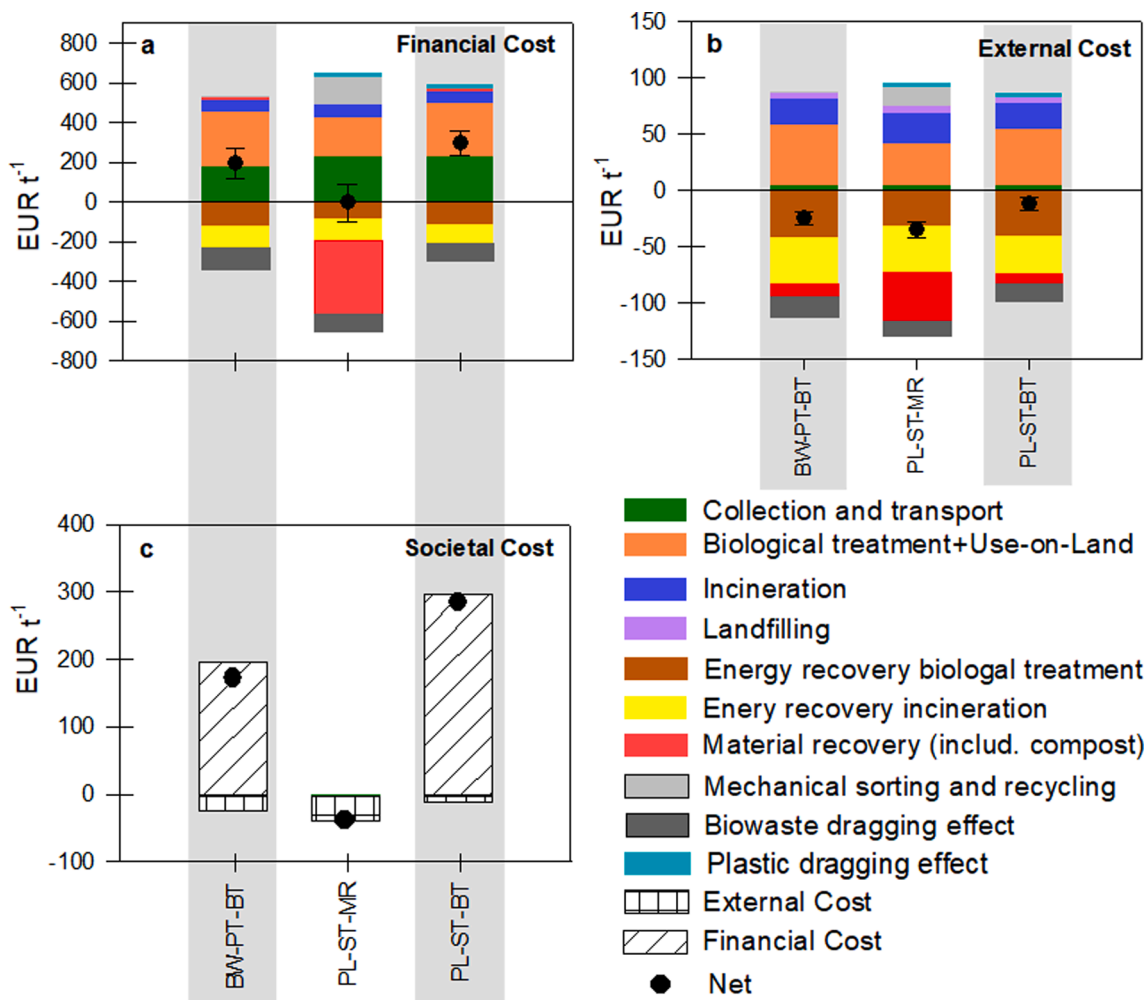 a
Financial Cost
EUR t-1
800
600
400
200
0
-200
-400
-600
-800
b
External Cost
EUR t-1
150
100
50
0
-50
-100
-150
BW-PT-BT
PL-ST-MR
PL-ST-BT
c
Societal Cost
EUR t-1
400
300
200
100
0
-100
BW-PT-BT
PL-ST-MR
PL-ST-BT
Collection and transport
Biological treatment+Use-on-Land
Incineration
Landfilling
Energy recovery biologal treatment
Enery recovery incineration
Material recovery (includ. compost)
Mechanical sorting and recycling
Biowaste dragging effect
Plastic dragging effect
External Cost
Financial Cost
Net